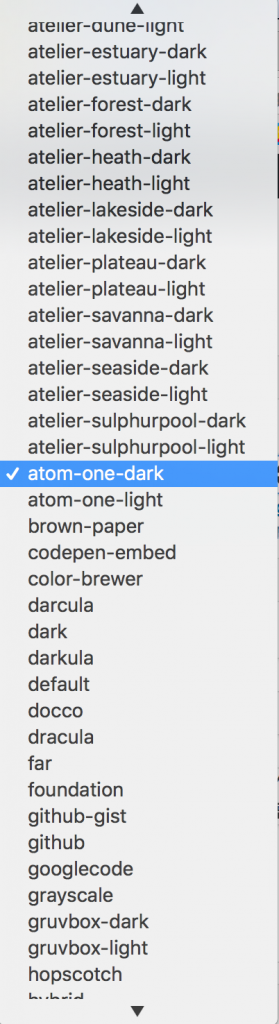 atelier-dune-light
atelier-estuary-dark
atelier-estuary-light
atelier-forest-dark
atelier-forest-light
atelier-heath-dark
atelier-heath-light
atelier-lakeside-dark
atelier-lakeside-light
atelier-plateau-dark
atelier-plateau-light
atelier-savanna-dark
atelier-savanna-light
atelier-seaside-dark
atelier-seaside-light
atelier-sulphurpool-dark
atelier-sulphurpool-light
✓ atom-one-dark
atom-one-light
brown-paper
codepen-embed
color-brewer
darcula
dark
darkula
default
docco
dracula
far
foundation
github-gist
github
googlecode
grayscale
gruvbox-dark
gruvbox-light
hopscotch
hybrid